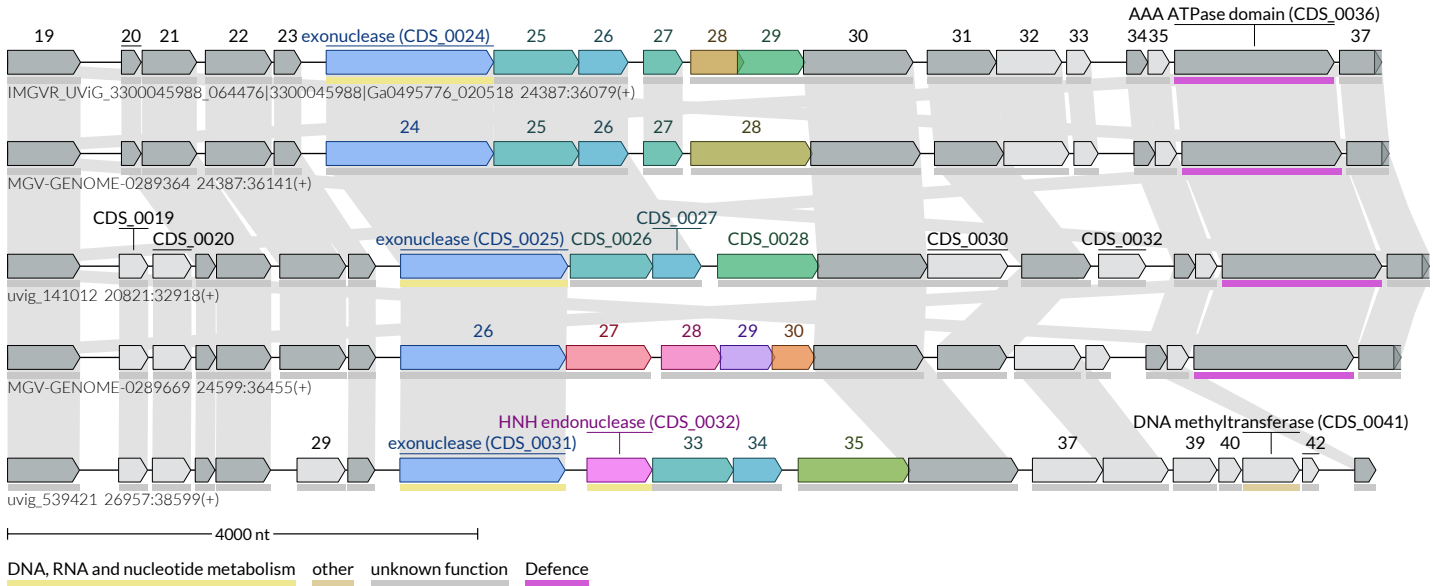 AAA ATPase domain (CDS_0036)
19 20 21 22 23 exonuclease (CDS_0024) 25 26 27 28 29 30 31 32 33 34 35 37
IMGVR_UViG_3300045988_064476|3300045988|Ga0495776_020518 24387:36079(+)
24 25 26 27 28
MGV-GENOME-0289364 24387:36141(+)
CDS_0019 CDS_0027
CDS_0020 exonuclease (CDS_0025) CDS_0026 CDS_0028 CDS_0030 CDS_0032
uvig_141012 20821:32918(+)
26 27 28 29 30
MGV-GENOME-0289669 24599:36455(+)
HNH endonuclease (CDS_0032) DNA methyltransferase (CDS_0041)
29 exonuclease (CDS_0031) 33 34 35 37 39 40 42
uvig_539421 26957:38599(+)
4000 nt
DNA, RNA and nucleotide metabolism other unknown function Defence